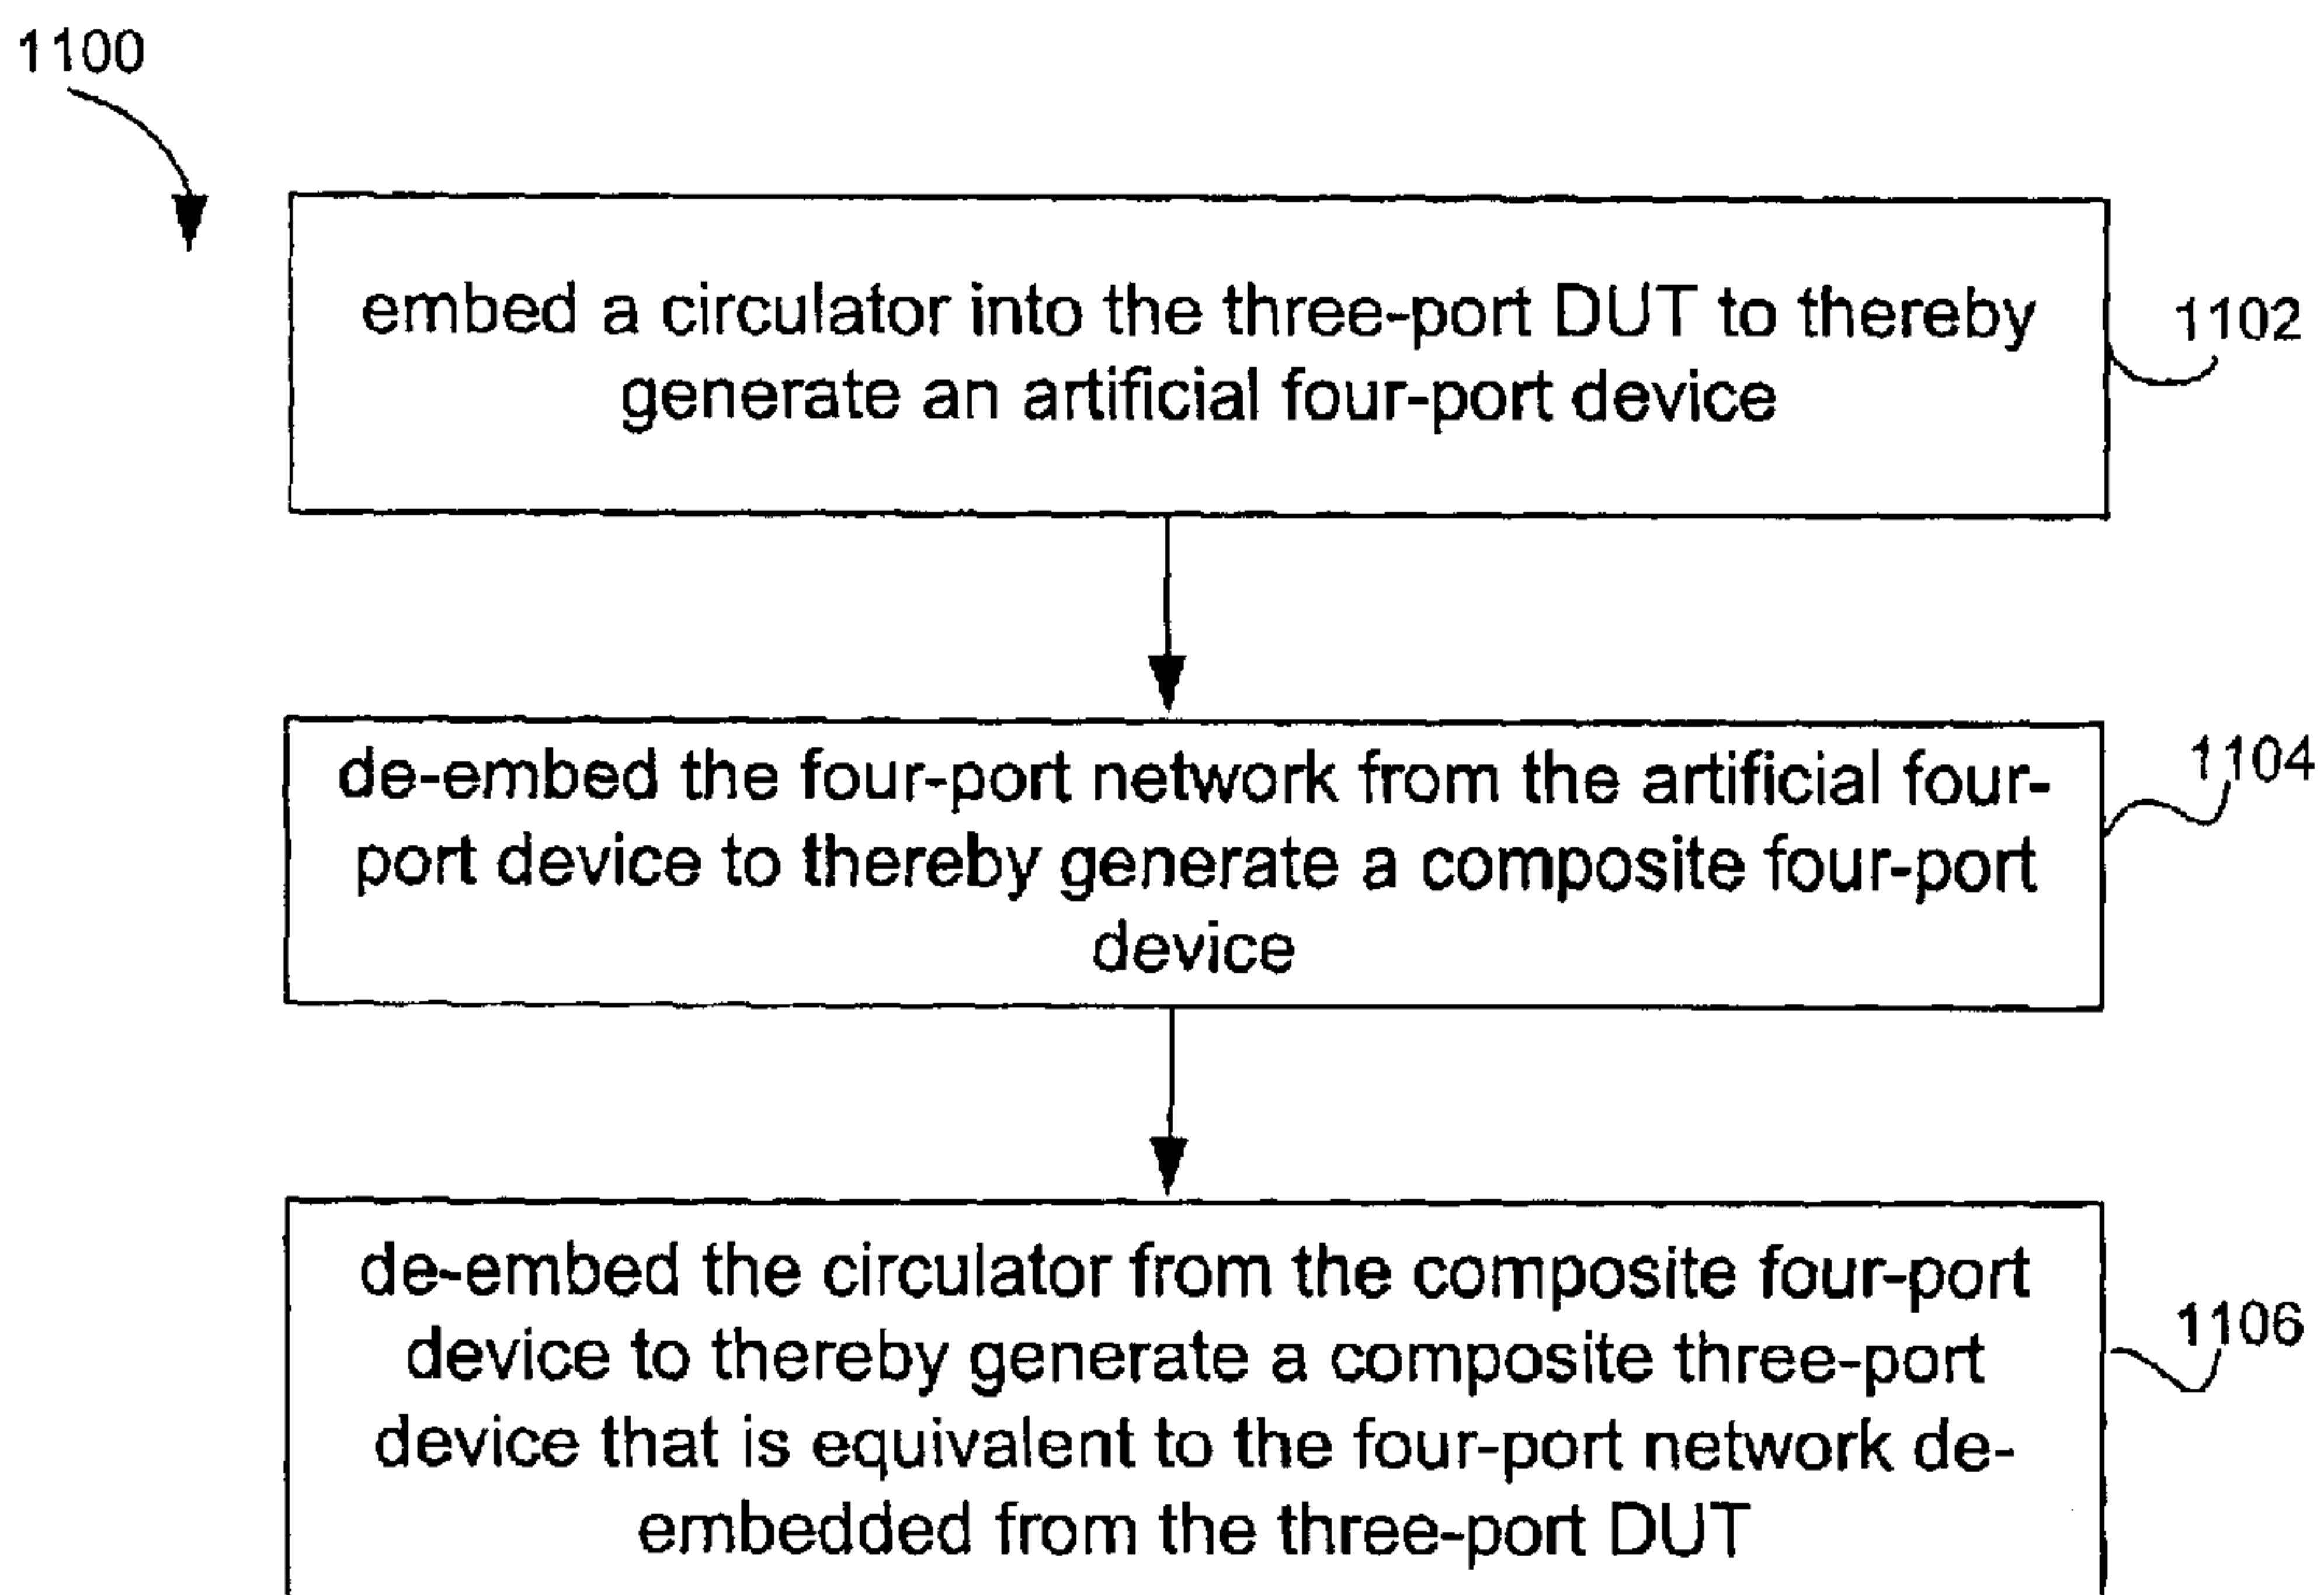 1100
embed a circulator into the three-port DUT to thereby
generate an artificial four-port device
1102
de-embed the four-port network from the artificial four-
port device to thereby generate a composite four-port
device
1104
de-embed the circulator from the composite four-port
device to thereby generate a composite three-port
device that is equivalent to the four-port network de-
embedded from the three-port DUT
1106